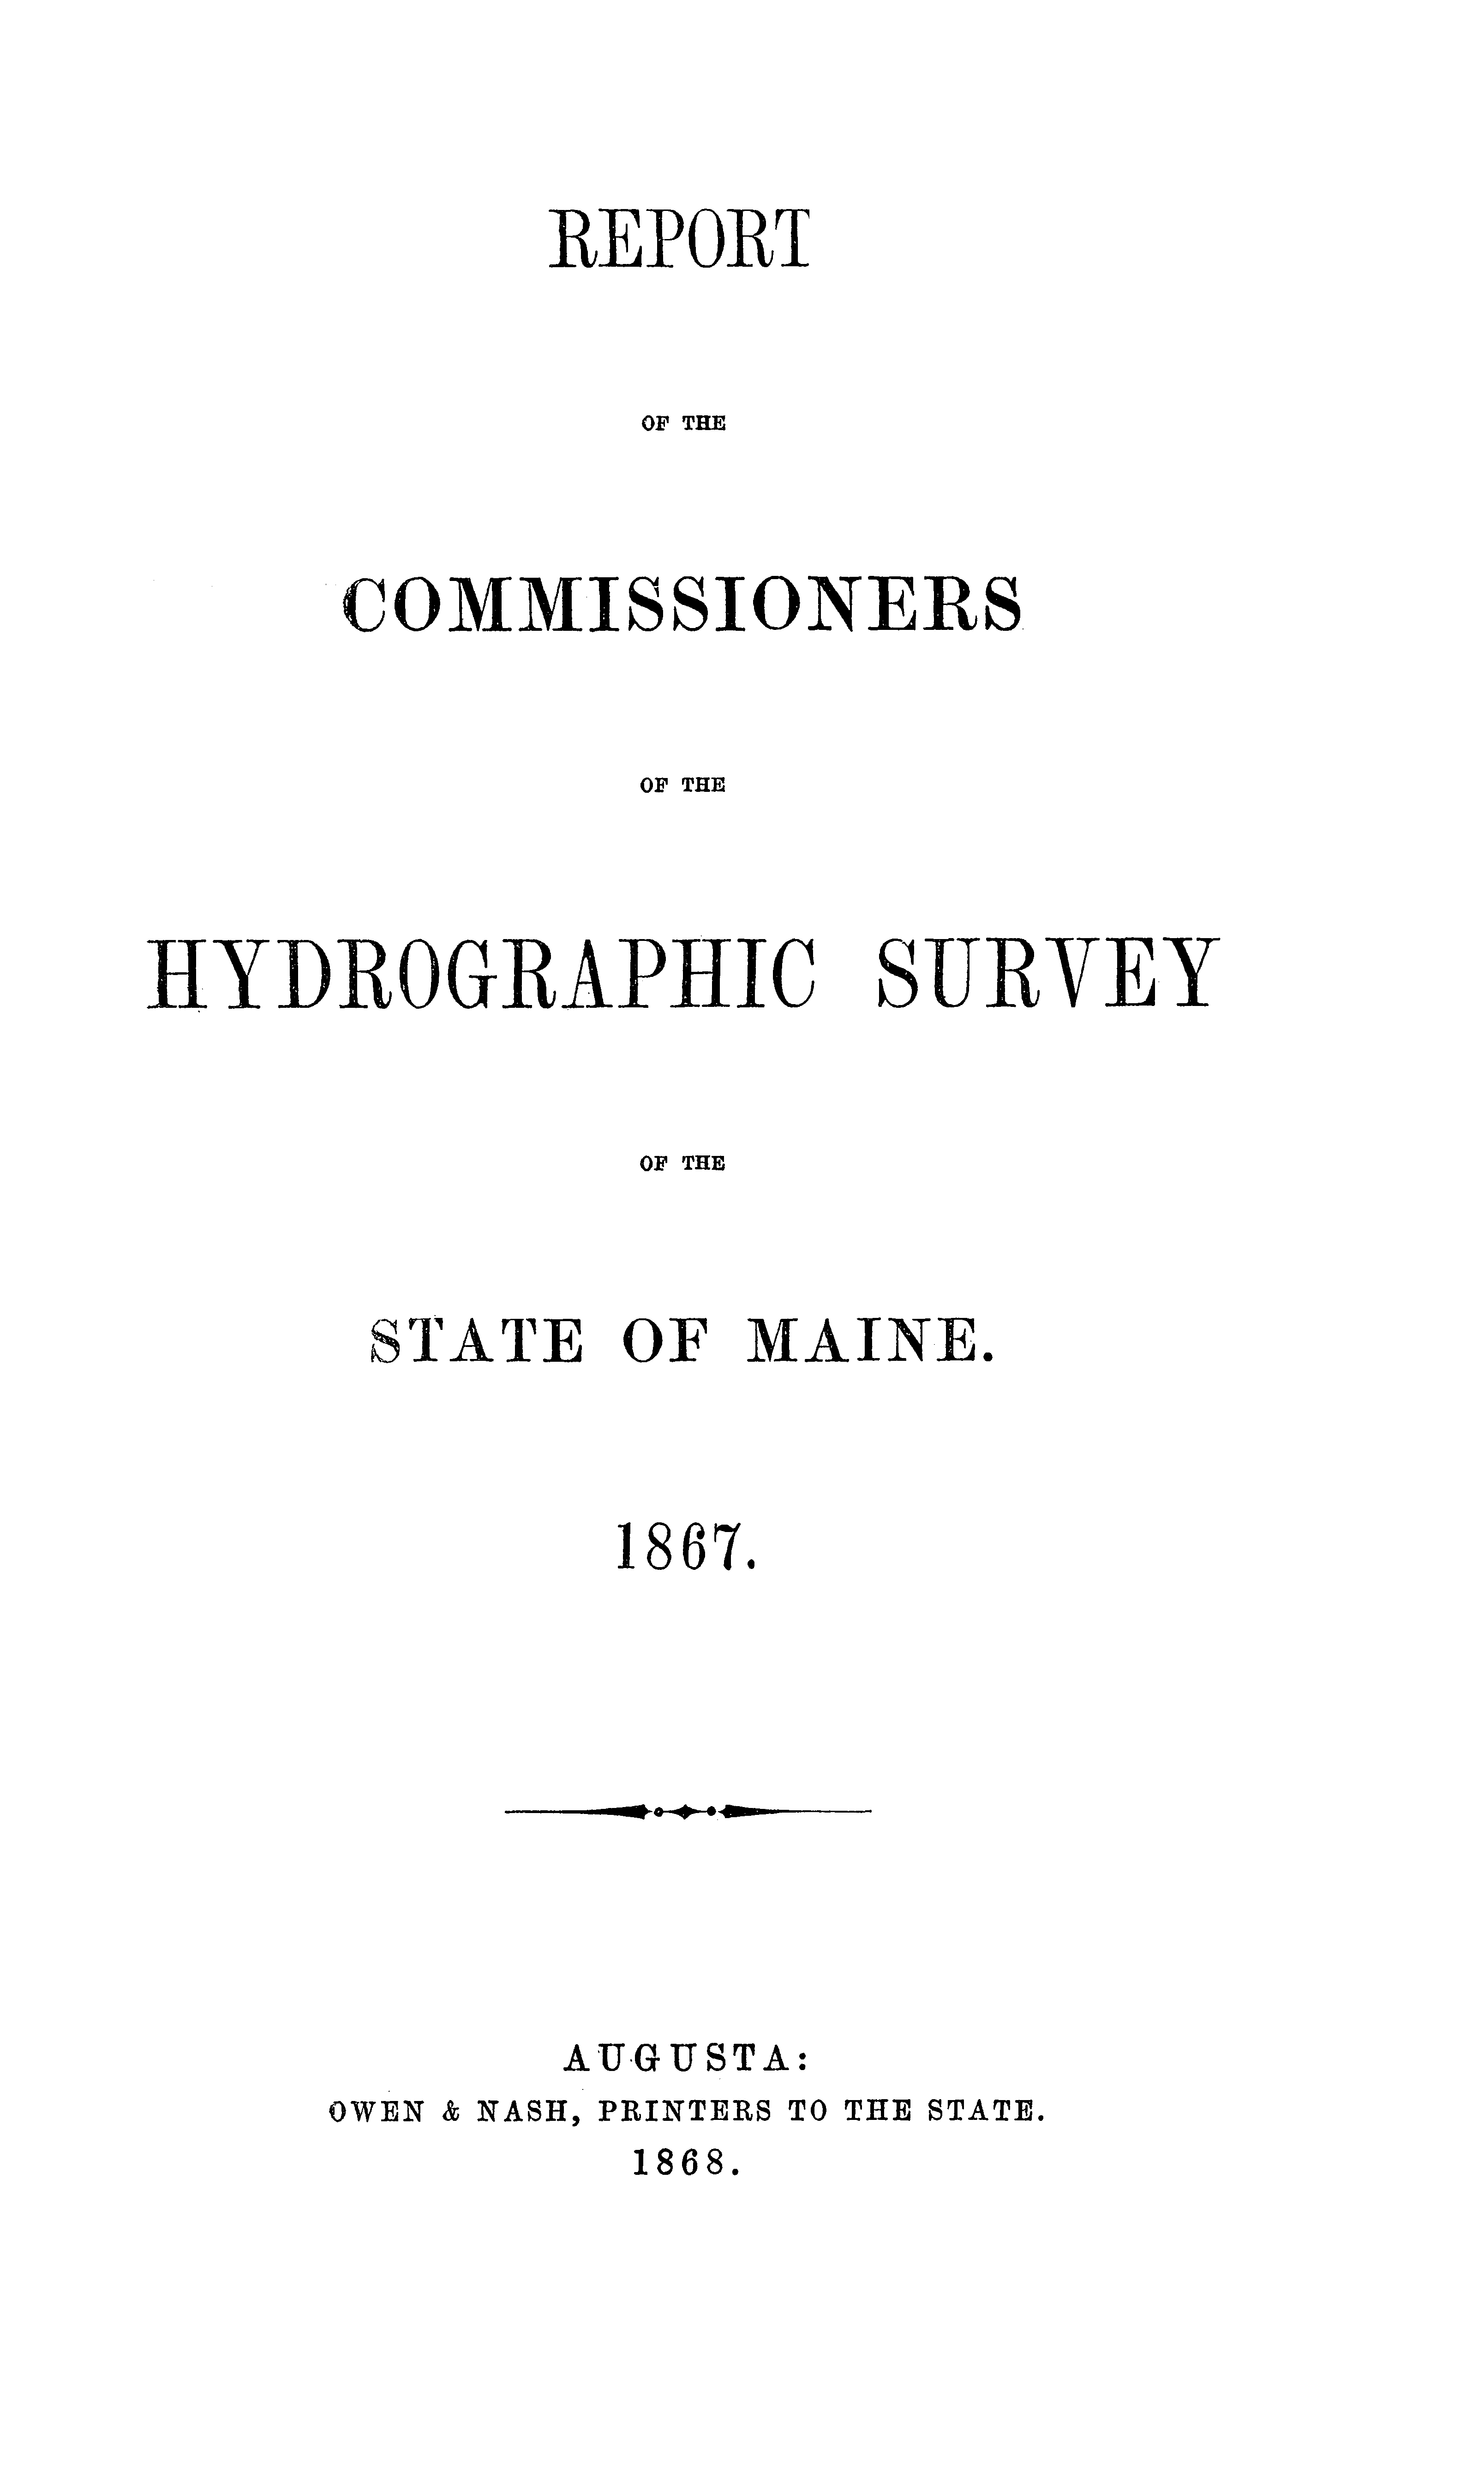 REPORT
OF THE
COMMISSIONERS
OF THE
HYDROGRAPHIC SURVEY
OF THE
STATE OF MAINE.
1867.
AUGUSTA:
OWEN & NASH, PRINTERS TO THE STATE.
1868.